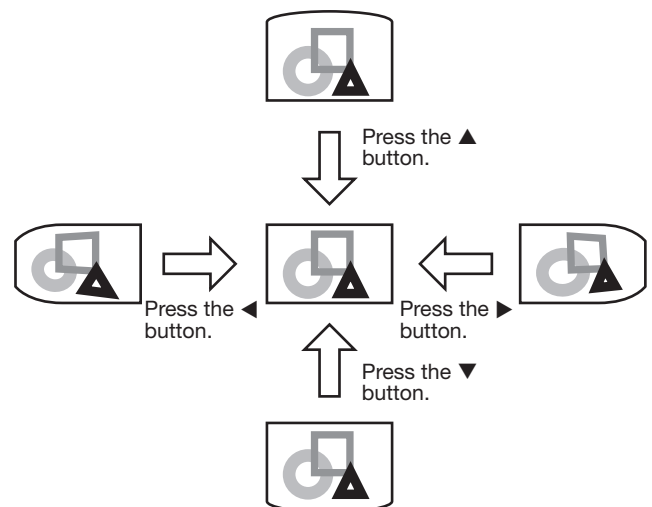 Press the ▲
button.
Press the ◀
button.
Press the ▶
button.
Press the ▼
button.